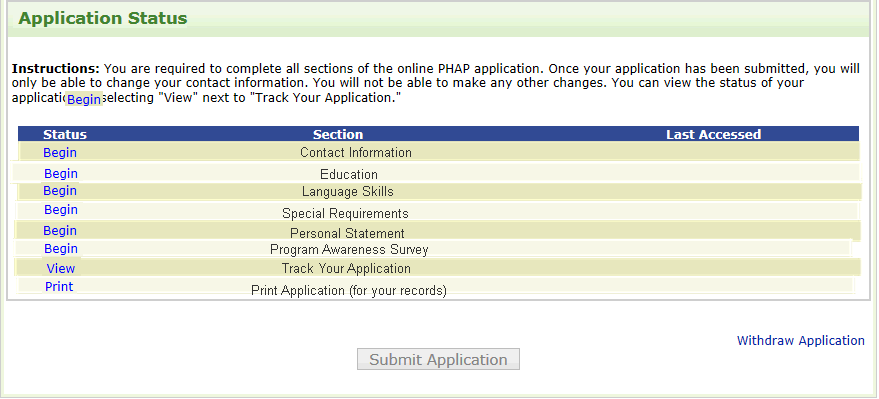 Application Status
Instructions: You are required to complete all sections of the online PHAP application. Once your application has been submitted, you will
only be able to change your contact information. You will not be able to make any other changes. You can view the status of your
applicati Begin selecting "View" next to "Track Your Application."
Status Section Last Accessed
Begin Contact Information
Begin Education
Begin Language Skills
Begin Special Requirements
Begin Personal Statement
Begin Program Awareness Survey
View Track Your Application
Print Print Application (for your records)
Withdraw Application
Submit Application